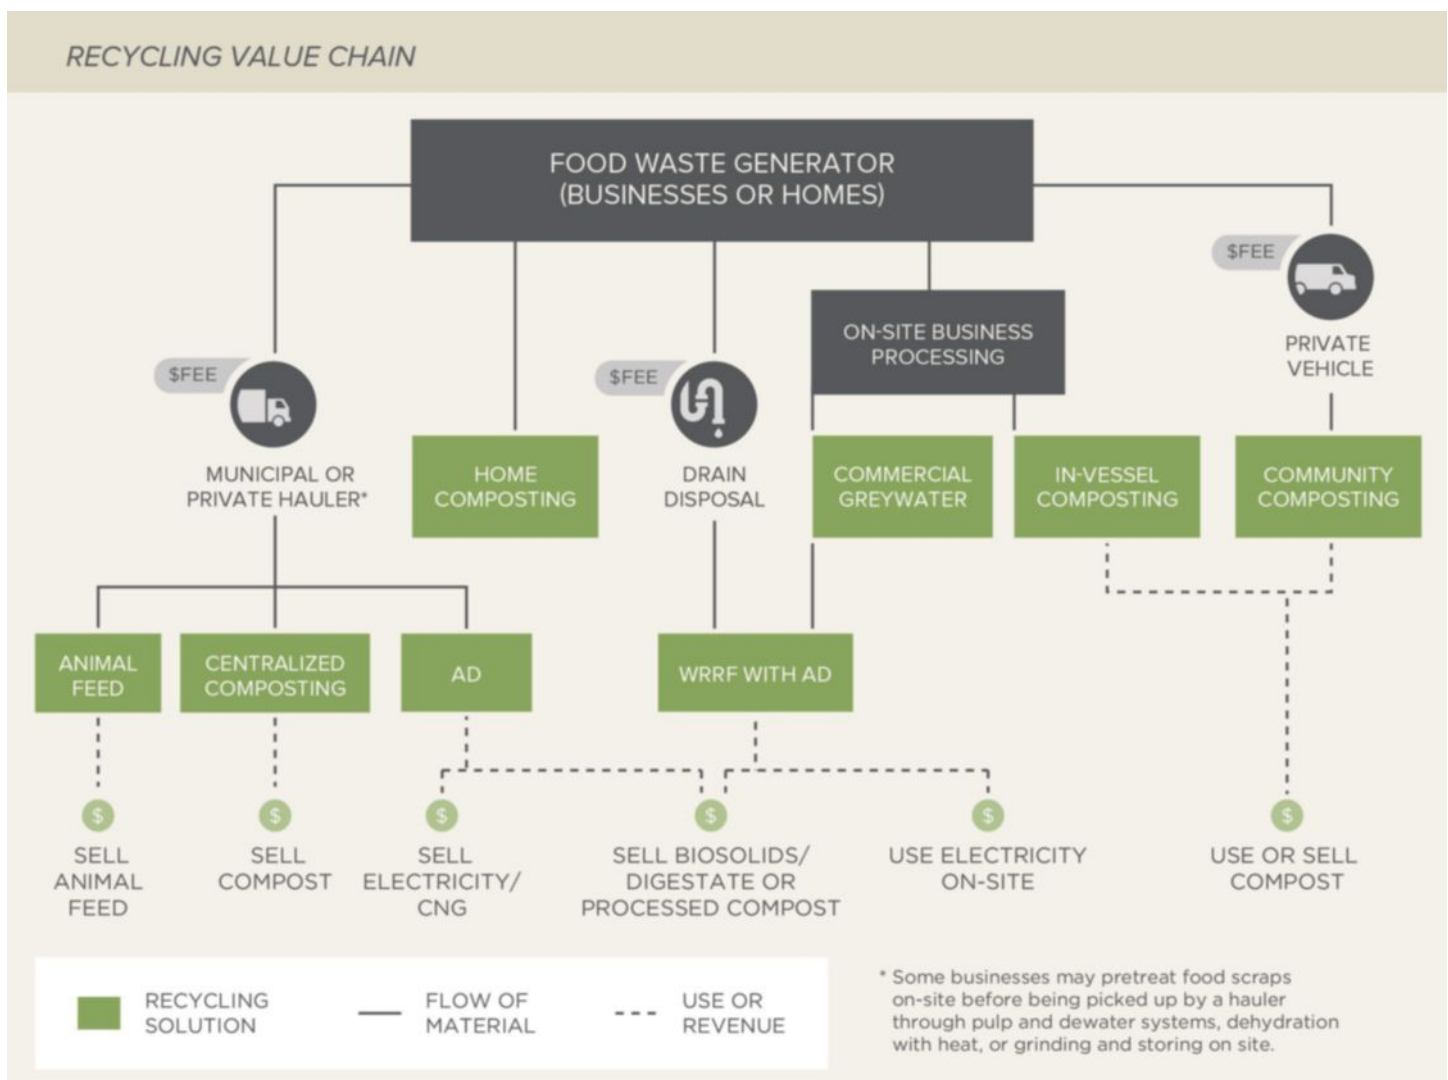 RECYCLING VALUE CHAIN
FOOD WASTE GENERATOR
(BUSINESSES OR HOMES)
$FEE
ON-SITE BUSINESS
PROCESSING
PRIVATE
VEHICLE
$FEE
$FEE
MUNICIPAL OR
PRIVATE HAULER*
HOME
COMPOSTING
DRAIN
DISPOSAL
COMMERCIAL
GREYWATER
IN-VESSEL
COMPOSTING
COMMUNITY
COMPOSTING
ANIMAL
FEED
CENTRALIZED
COMPOSTING
AD
WRRF WITH AD
$
$
$
$
$
$
SELL
ANIMAL
FEED
SELL
COMPOST
SELL
ELECTRICITY/
CNG
SELL BIOSOLIDS/
DIGESTATE OR
PROCESSED COMPOST
USE ELECTRICITY
ON-SITE
USE OR SELL
COMPOST
RECYCLING
SOLUTION
FLOW OF
MATERIAL
USE OR
REVENUE
* Some businesses may pretreat food scraps
on-site before being picked up by a hauler
through pulp and dewater systems, dehydration
with heat, or grinding and storing on site.